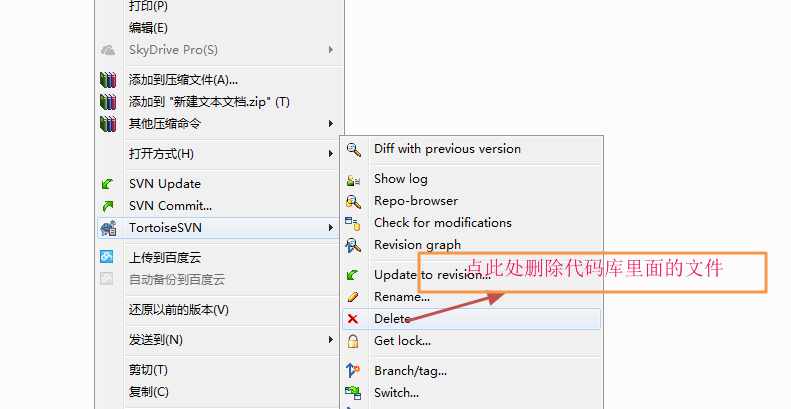 打印(P)
编辑(E)
SkyDrive Pro(S)
添加到压缩文件(A)...
添加到 "新建文本文档.zip" (T)
其他压缩命令
打开方式(H)
SVN Update
SVN Commit...
TortoiseSVN
上传到百度云
自动备份到百度云
还原以前的版本(V)
发送到(N)
剪切(T)
复制(C)
Diff with previous version
Show log
Repo-browser
Check for modifications
Revision graph
Update to revision...
点此处删除代码库里面的文件
Rename...
Delete
Get lock...
Branch/tag...
Switch...